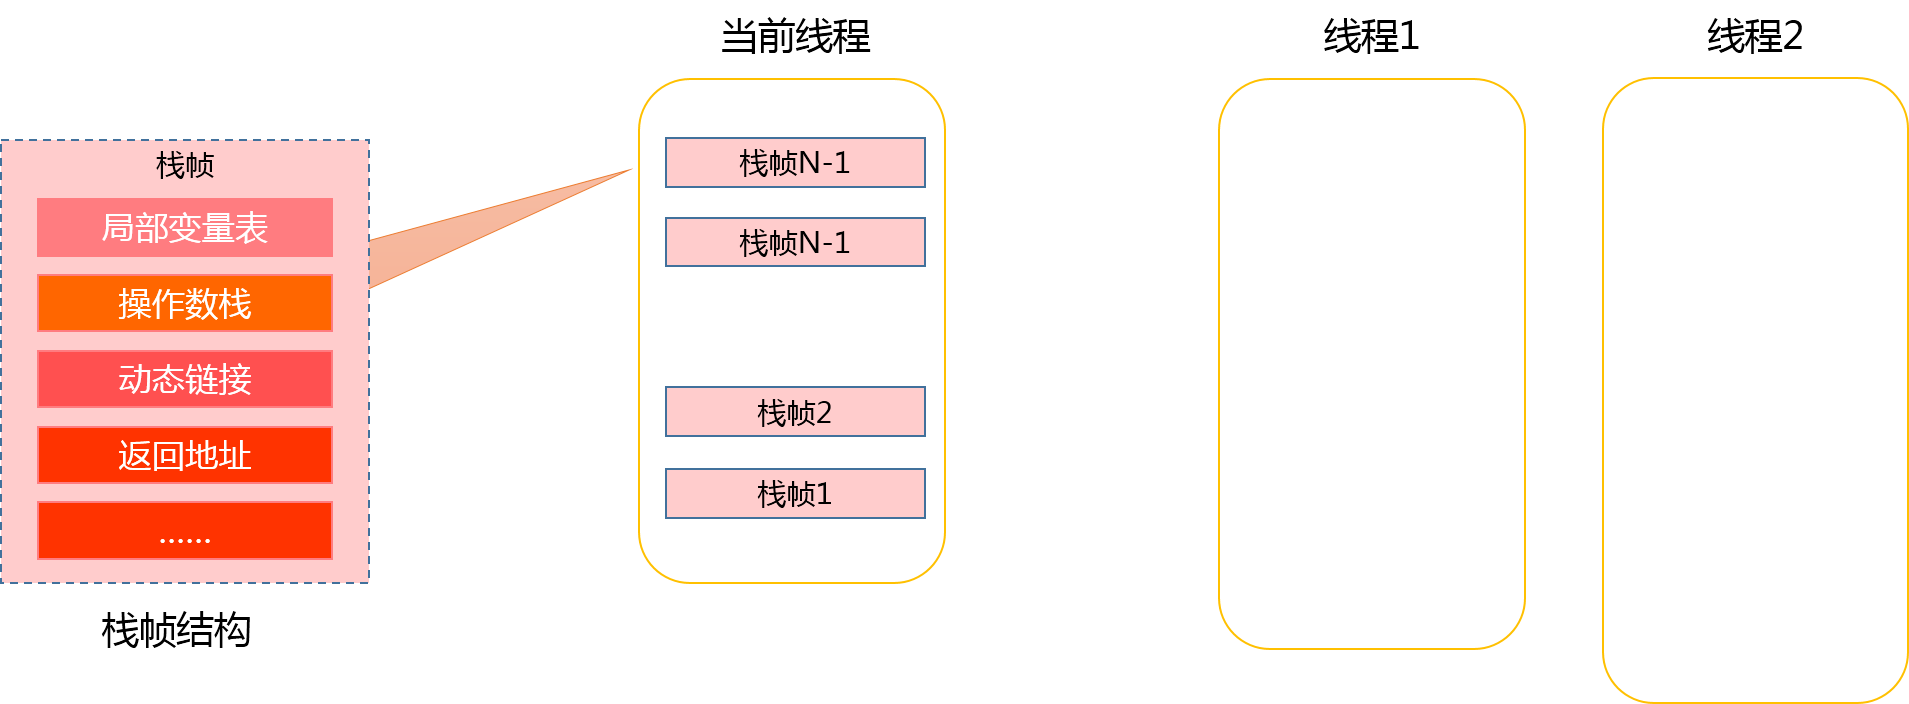 当前线程
线程1
线程2
栈帧
局部变量表
操作数栈
动态链接
返回地址
......
栈帧结构
栈帧N-1
栈帧N-1
栈帧2
栈帧1